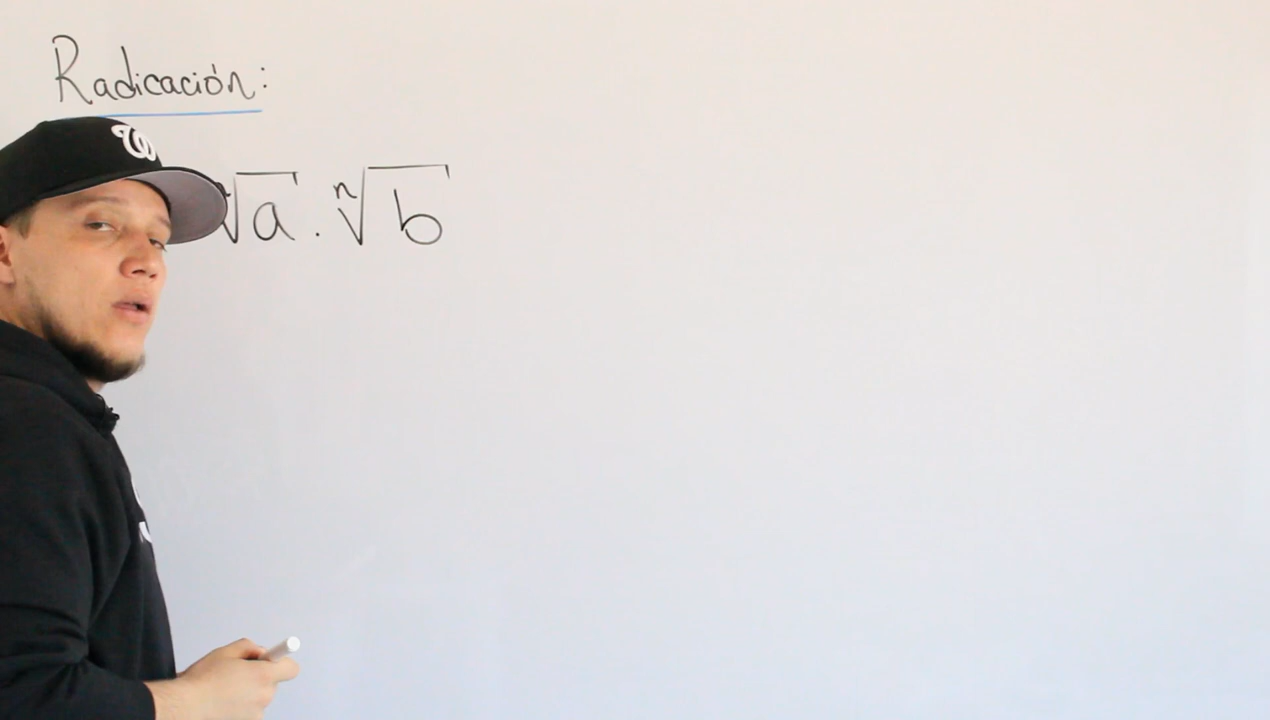 Radicación:
√a . ⁿ√b
W